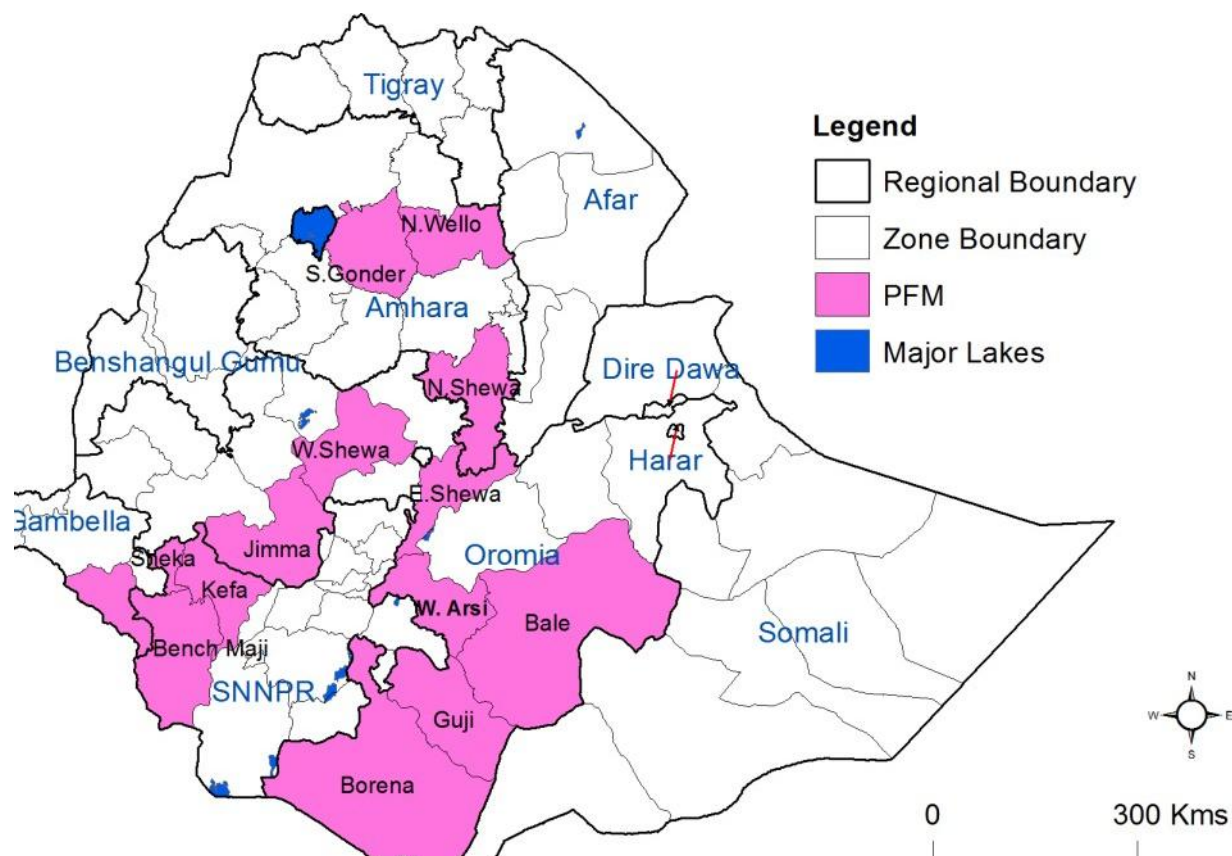 Tigray
Legend
Regional Boundary
Zone Boundary
PFM
Major Lakes
Afar
N.Wello
S.Gonder
Amhara
Benshangul Gumu
Dire Dawa
N.Shewa
W.Shewa
Harar
E.Shewa
Gambella
Jimma
Oromia
Sheka
Kefa
W. Arsi
Bale
Bench Maji
Somali
SNNPR
Guji
Borena
N
W
E
S
0 300 Kms